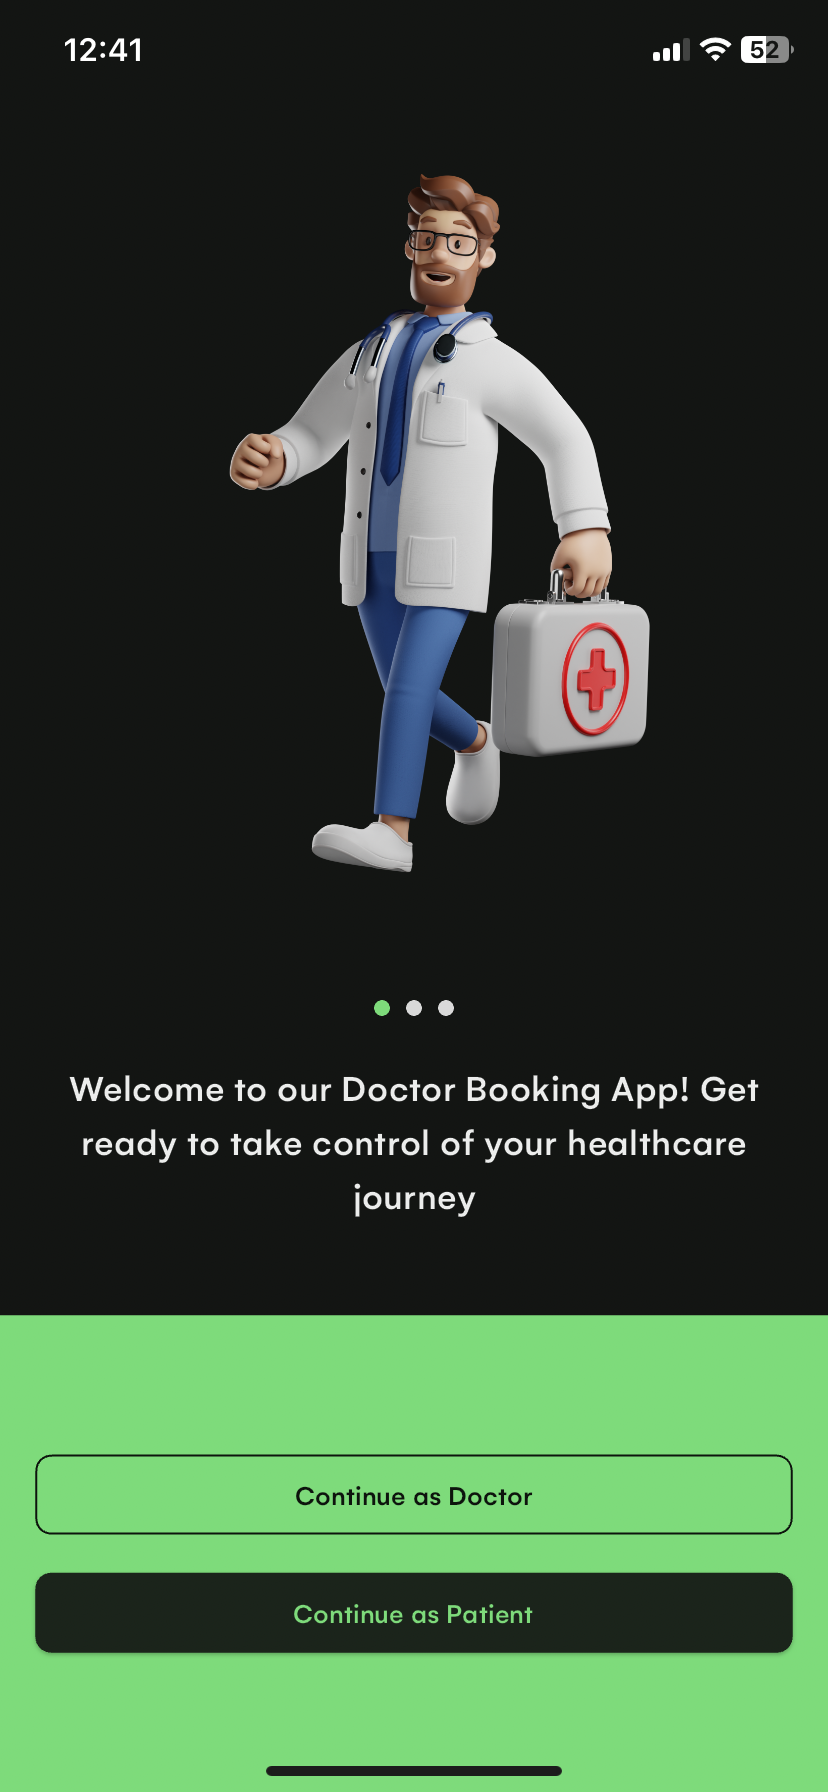 12:41
52
Welcome to our Doctor Booking App! Get
ready to take control of your healthcare
journey
Continue as Doctor
Continue as Patient